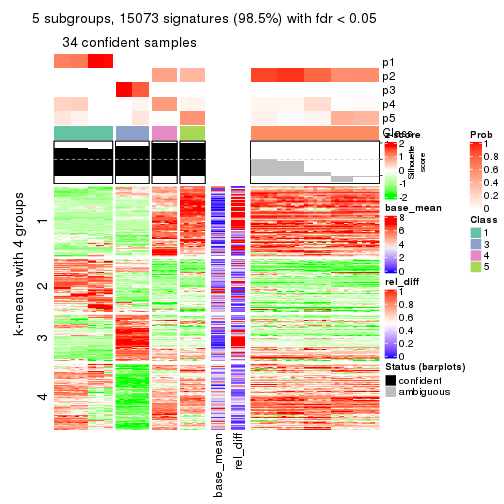 5 subgroups, 15073 signatures (98.5%) with fdr < 0.05
34 confident samples
p1
p2
p3
p4
p5
Class
Silhouette
score
k-means with 4 groups
1
2
3
4
base_mean
rel_diff
z-score
2
1
0
-1
-2
base_mean
8
6
4
2
0
rel_diff
1
0.8
0.6
0.4
0.2
0
Prob
1
0.8
0.6
0.4
0.2
0
Class
1
3
4
5
Status (barplots)
confident
ambiguous